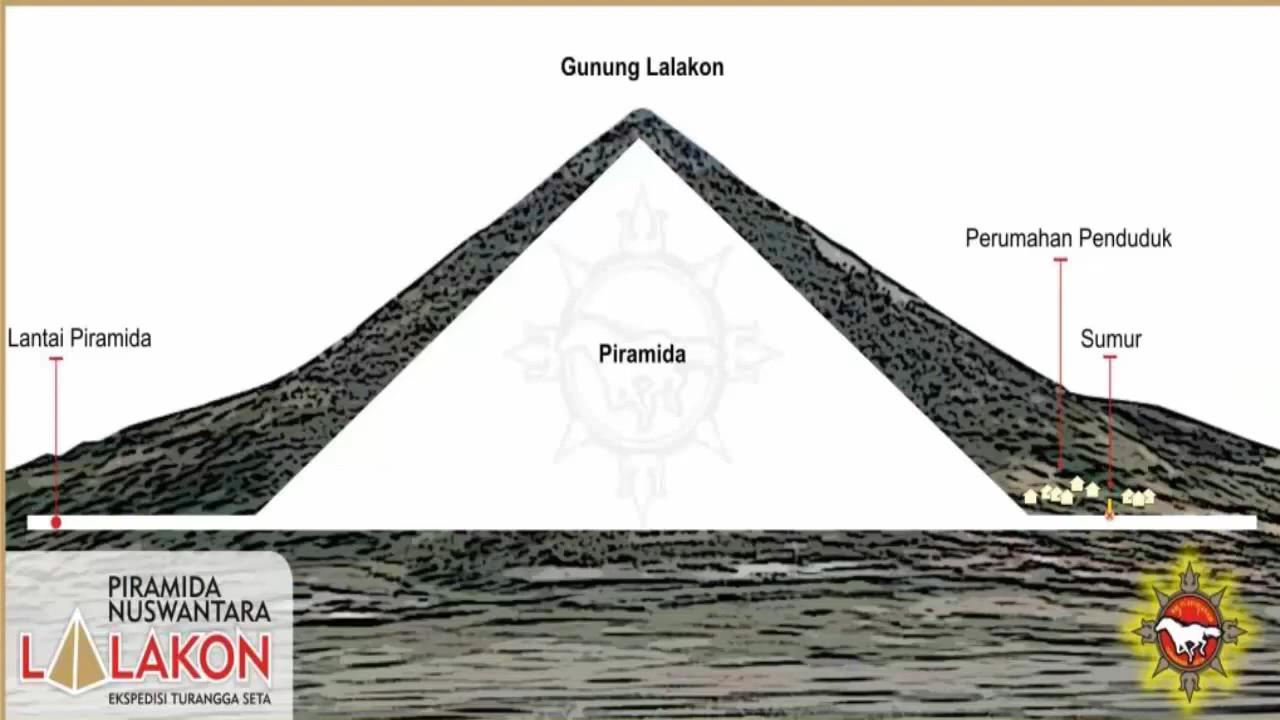 Gunung Lalakon
Perumahan Penduduk
Lantai Piramida
Sumur
Piramida
PIRAMIDA
NUSWANTARA
LALAKON
EKSPEDISI TURANGGA SETA